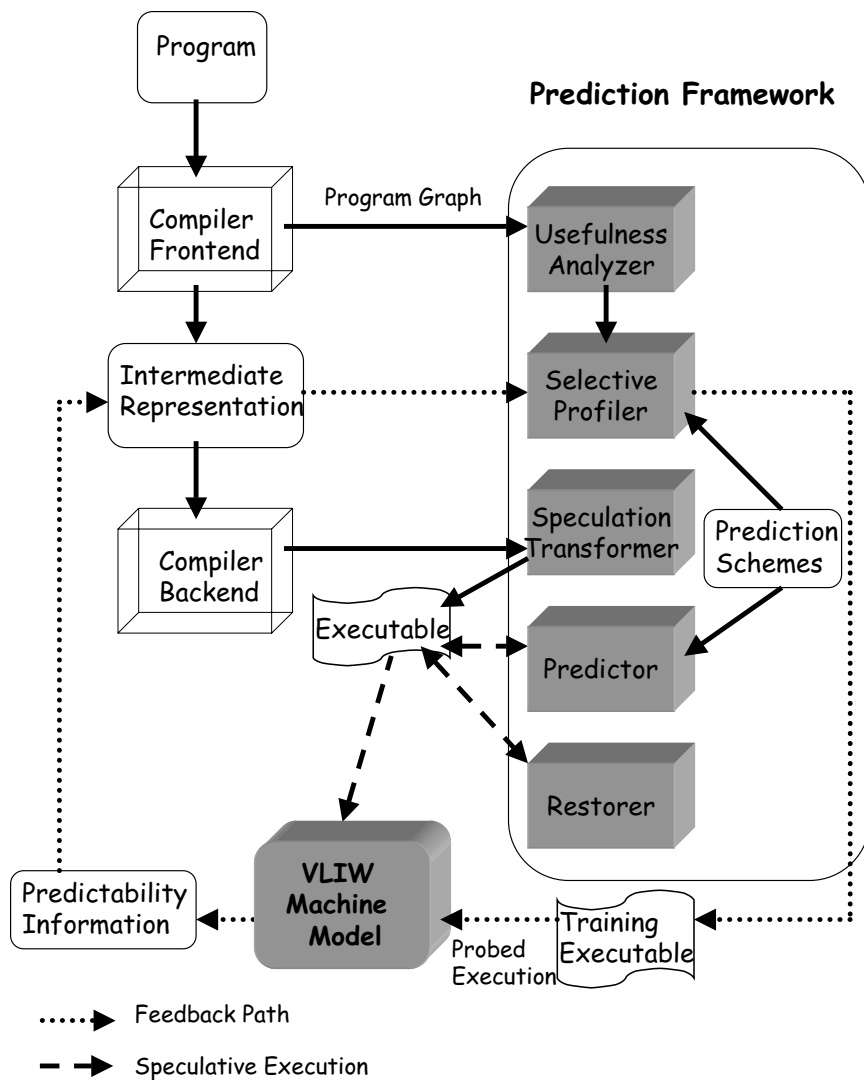 Program
Prediction Framework
Program Graph
Compiler
Frontend
Usefulness
Analyzer
Intermediate
Representation
Selective
Profiler
Speculation
Transformer
Prediction
Schemes
Compiler
Backend
Executable
Predictor
Restorer
VLIW
Machine
Model
Predictability
Information
Probed
Execution
Training
Executable
Feedback Path
Speculative Execution